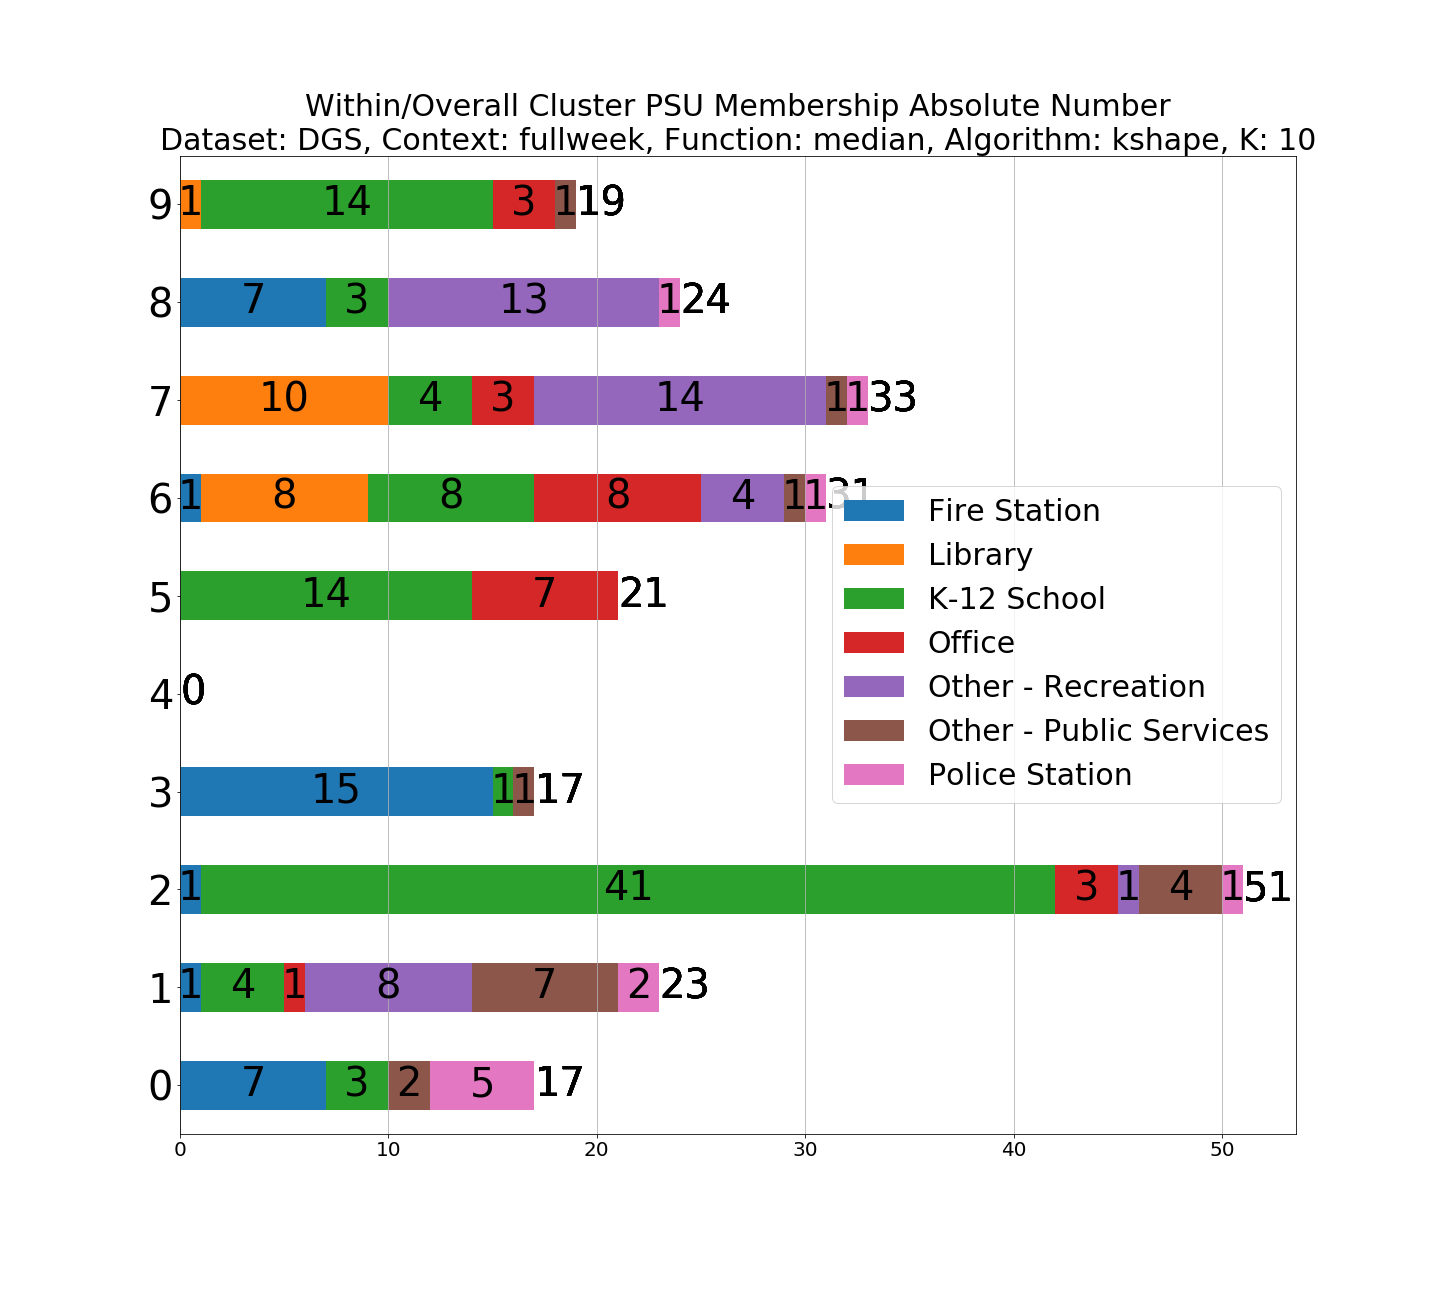 Within/Overall Cluster PSU Membership Absolute Number
Dataset: DGS, Context: fullweek, Function: median, Algorithm: kshape, K: 10
9 1 14 3 1 19
8 7 3 13 1 24
7 10 4 3 14 1 1 33
6 1 8 8 8 4 1 1 31
Fire Station
Library
5 14 7 21
K-12 School
Office
4 0
Other - Recreation
Other - Public Services
Police Station
3 15 1 1 17
2 1 41 3 1 4 1 51
1 1 4 1 8 7 2 23
0 7 3 2 5 17
0 10 20 30 40 50